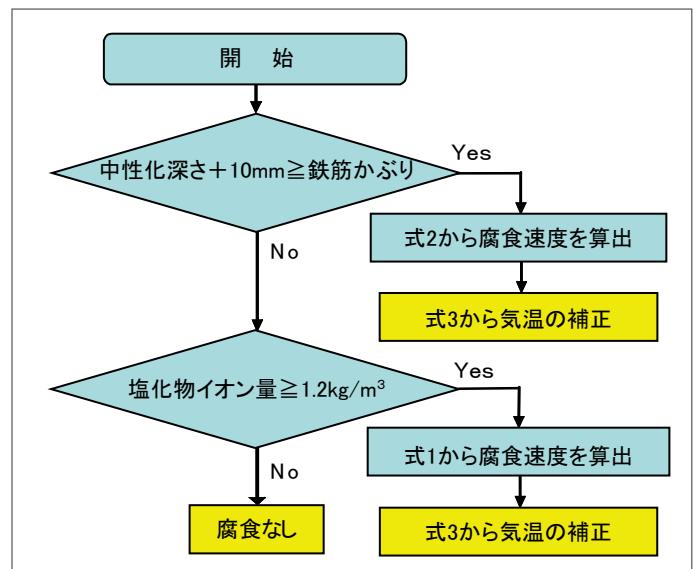 開 始
中性化深さ+10mm≧鉄筋かぶり
Yes
式2から腐食速度を算出
No
式3から気温の補正
塩化物イオン量≧1.2kg/m³
Yes
式1から腐食速度を算出
No
腐食なし
式3から気温の補正